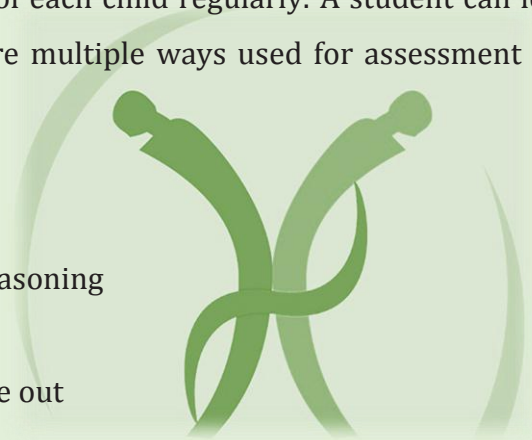 of each child regularly. A student can
re multiple ways used for assessment
asoning
e out